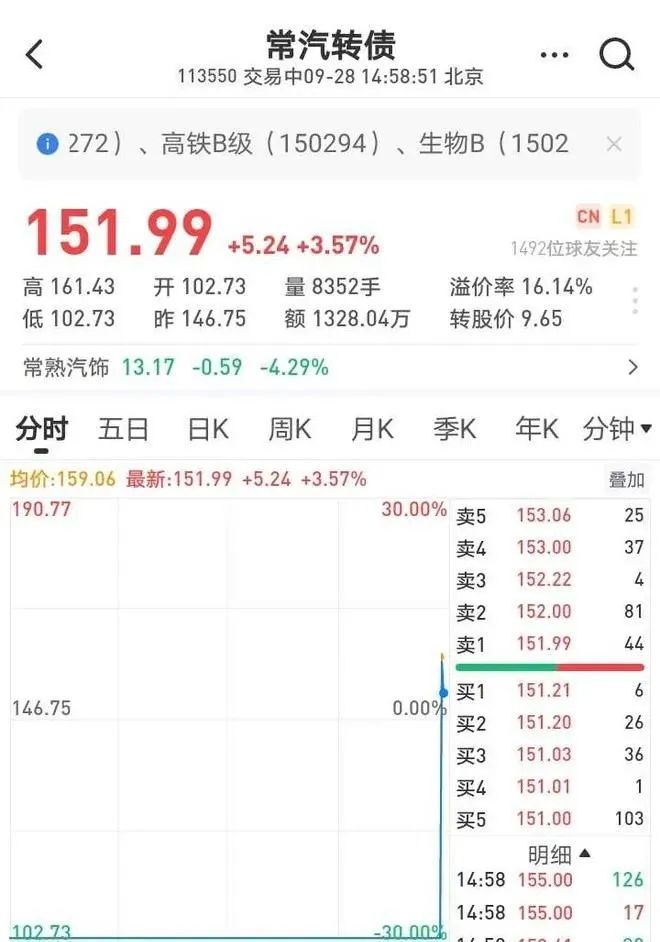 常汽转债
113550 交易中09-28 14:58:51 北京
272）、高铁B级（150294）、生物B（1502
151.99 +5.24 +3.57%
CN L1
1492位球友关注
高 161.43 开 102.73 量 8352手 溢价率 16.14%
低 102.73 昨 146.75 额 1328.04万 转股价 9.65
常熟汽饰 13.17 -0.59 -4.29%
分时 五日 日K 周K 月K 季K 年K 分钟
均价:159.06 最新:151.99 +5.24 +3.57% 叠加
190.77 30.00%
146.75 0.00%
102.73 -30.00%
卖5 153.06 25
卖4 153.00 37
卖3 152.22 4
卖2 152.00 81
卖1 151.99 44
买1 151.21 6
买2 151.20 26
买3 151.03 36
买4 151.01 1
买5 151.00 103
明细
14:58 155.00 126
14:58 155.00 17